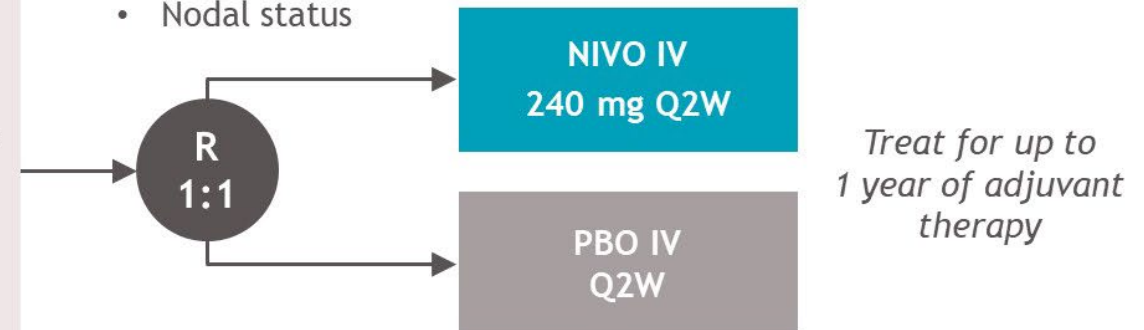 • Nodal status
R
1:1
NIVO IV
240 mg Q2W
PBO IV
Q2W
Treat for up to
1 year of adjuvant
therapy